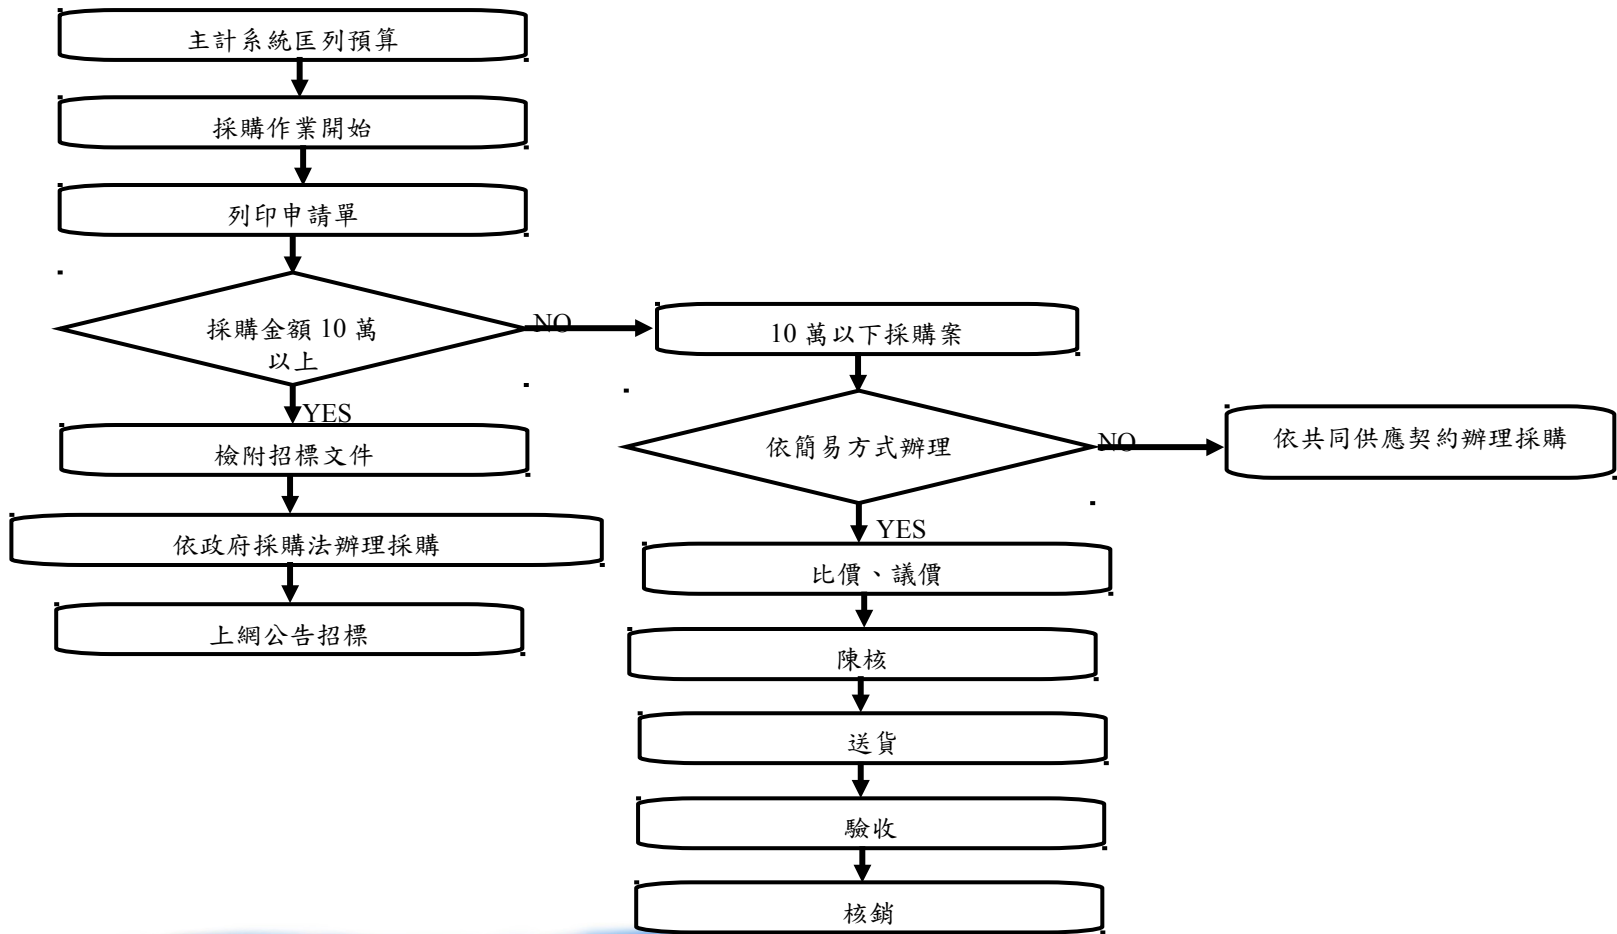 主計系統匡列預算
採購作業開始
列印申請單
採購金額 10 萬
以上
NO
YES
檢附招標文件
依政府採購法辦理採購
上網公告招標
10 萬以下採購案
依簡易方式辦理
NO
依共同供應契約辦理採購
YES
比價、議價
陳核
送貨
驗收
核銷